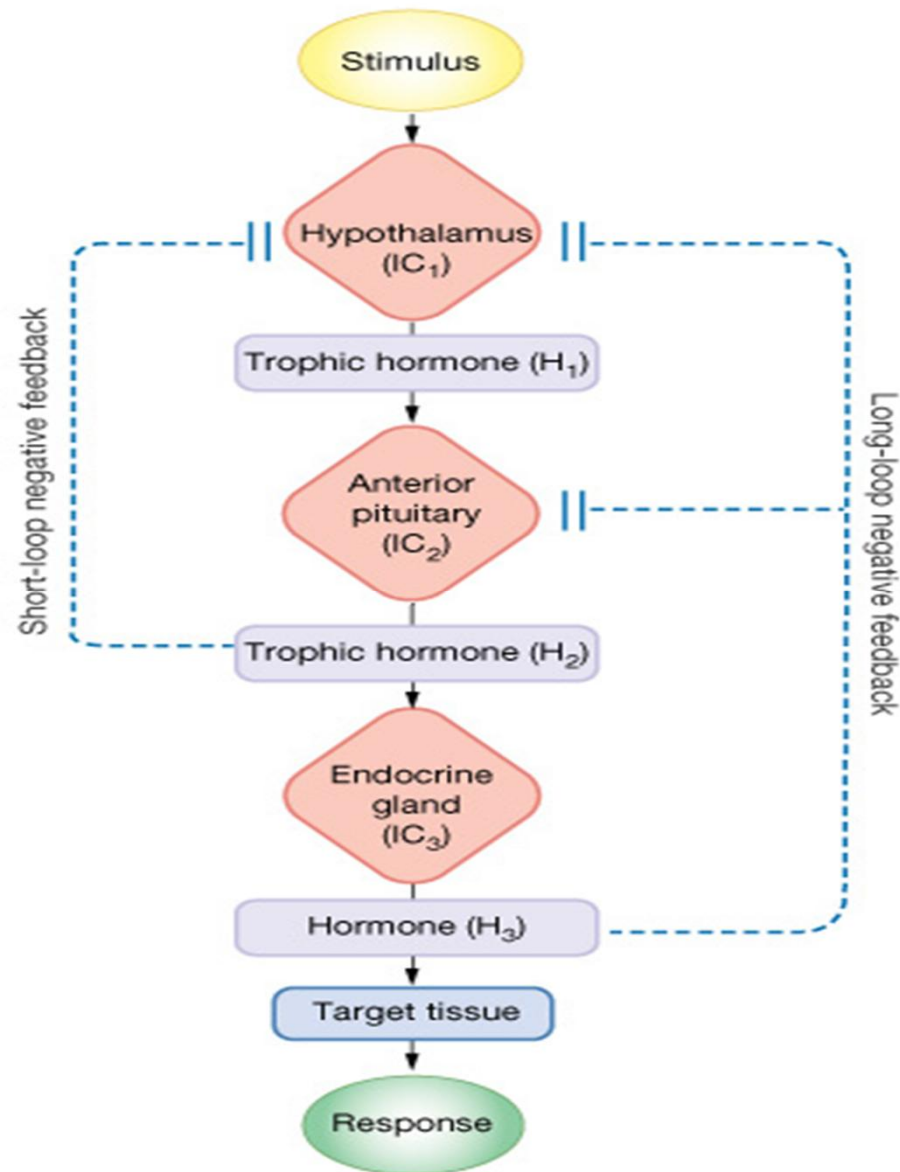 Stimulus
Hypothalamus
(IC₁)
Trophic hormone (H₁)
Anterior
pituitary
(IC₂)
Trophic hormone (H₂)
Endocrine
gland
(IC₃)
Hormone (H₃)
Target tissue
Response
Short-loop negative feedback
Long-loop negative feedback